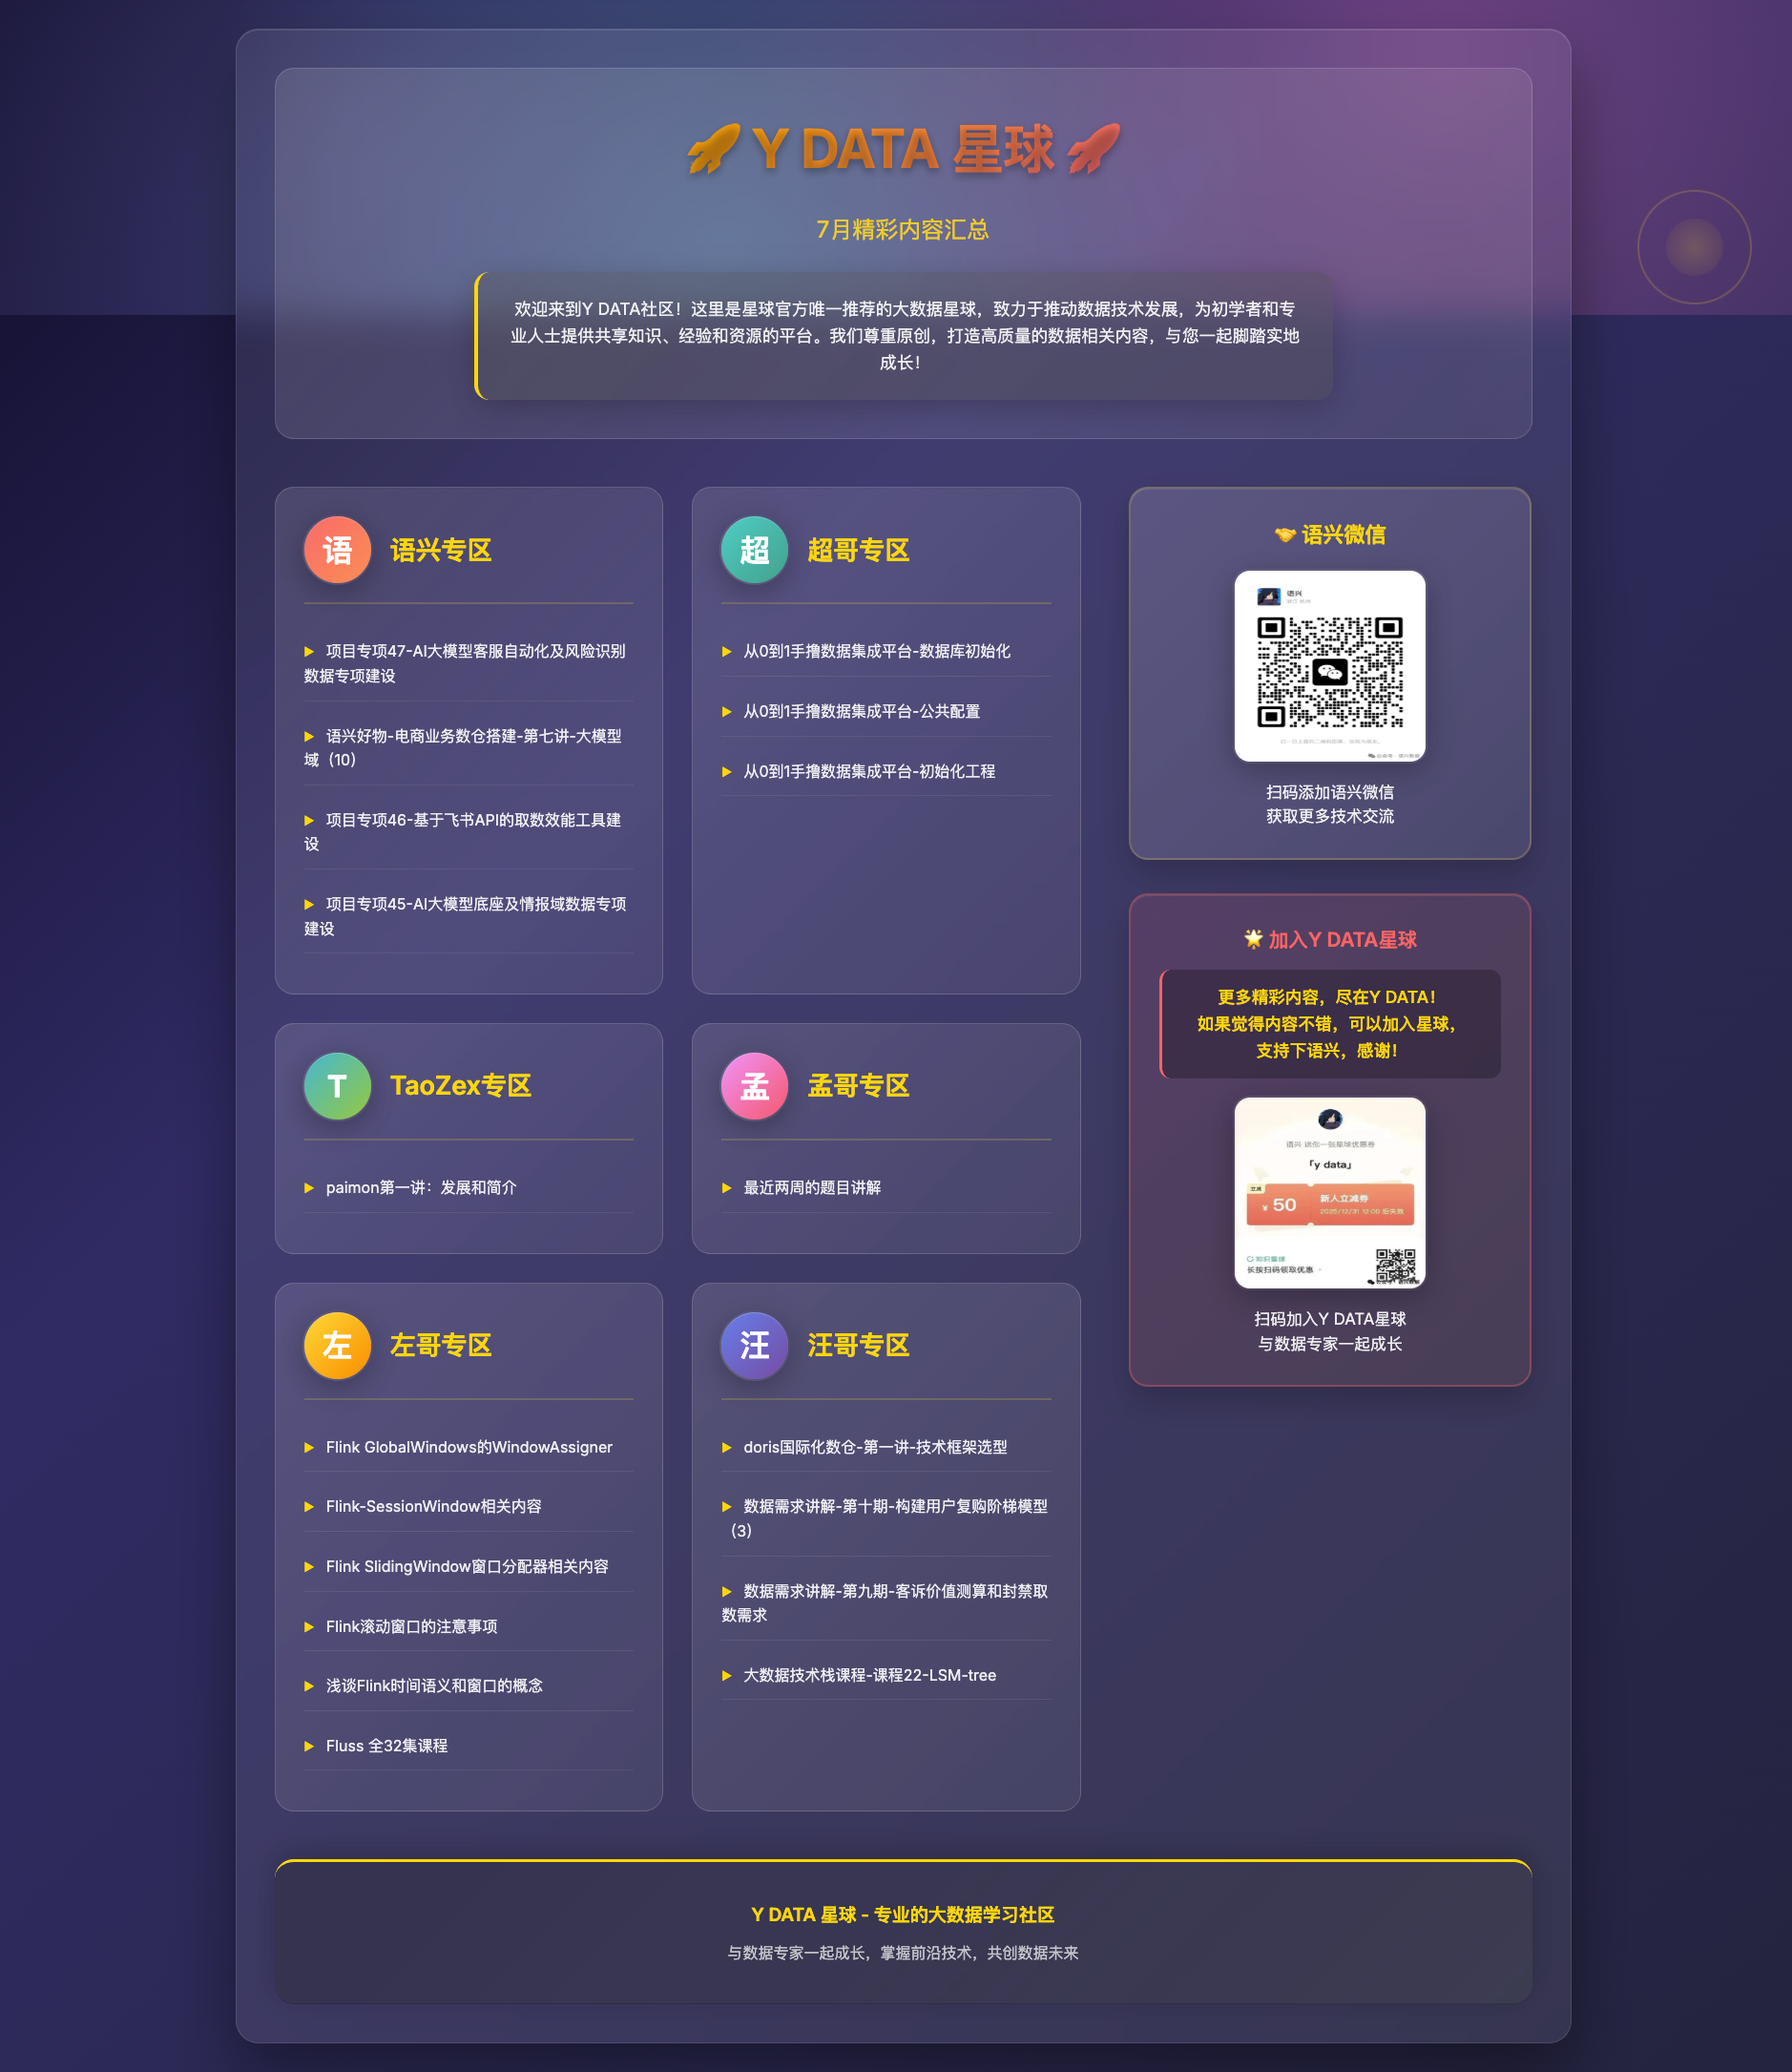 🚀 Y DATA 星球 🚀
7月精彩内容汇总
欢迎来到Y DATA社区！这里是星球官方唯一推荐的大数据星球，致力于推动数据技术发展，为初学者和专
业人士提供共享知识、经验和资源的平台。我们尊重原创，打造高质量的数据相关内容，与您一起脚踏实地
成长！
语
语兴专区
▶ 项目专项47-AI大模型客服自动化及风险识别
数据专项建设
▶ 语兴好物-电商业务数仓搭建-第七讲-大模型
域（10）
▶ 项目专项46-基于飞书API的取数效能工具建
设
▶ 项目专项45-AI大模型底座及情报域数据专项
建设
超
超哥专区
▶ 从0到1手撸数据集成平台-数据库初始化
▶ 从0到1手撸数据集成平台-公共配置
▶ 从0到1手撸数据集成平台-初始化工程
T
TaoZex专区
▶ paimon第一讲：发展和简介
孟
孟哥专区
▶ 最近两周的题目讲解
左
左哥专区
▶ Flink GlobalWindows的WindowAssigner
▶ Flink-SessionWindow相关内容
▶ Flink SlidingWindow窗口分配器相关内容
▶ Flink滚动窗口的注意事项
▶ 浅谈Flink时间语义和窗口的概念
▶ Fluss 全32集课程
汪
汪哥专区
▶ doris国际化数仓-第一讲-技术框架选型
▶ 数据需求讲解-第十期-构建用户复购阶梯模型
（3）
▶ 数据需求讲解-第九期-客诉价值测算和封禁取
数需求
▶ 大数据技术栈课程-课程22-LSM-tree
🤝 语兴微信
语兴
扫一扫上面的二维码图案，加我为朋友。
扫码添加语兴微信
获取更多技术交流
🌟 加入Y DATA星球
更多精彩内容，尽在Y DATA！
如果觉得内容不错，可以加入星球，
支持下语兴，感谢！
语兴 送你一张星球优惠券
「y data」
立减
¥ 50
新人立减券
2025/12/31 12:00 后失效
知识星球
长按扫码领取优惠
扫码加入Y DATA星球
与数据专家一起成长
Y DATA 星球 - 专业的大数据学习社区
与数据专家一起成长，掌握前沿技术，共创数据未来